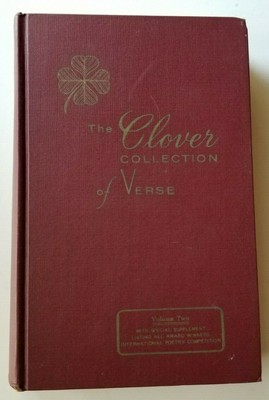 The Clover
COLLECTION
of VERSE
Volume Two
WITH SPECIAL SUPPLEMENT
LISTING ALL AWARD WINNERS
INTERNATIONAL POETRY COMPETITION